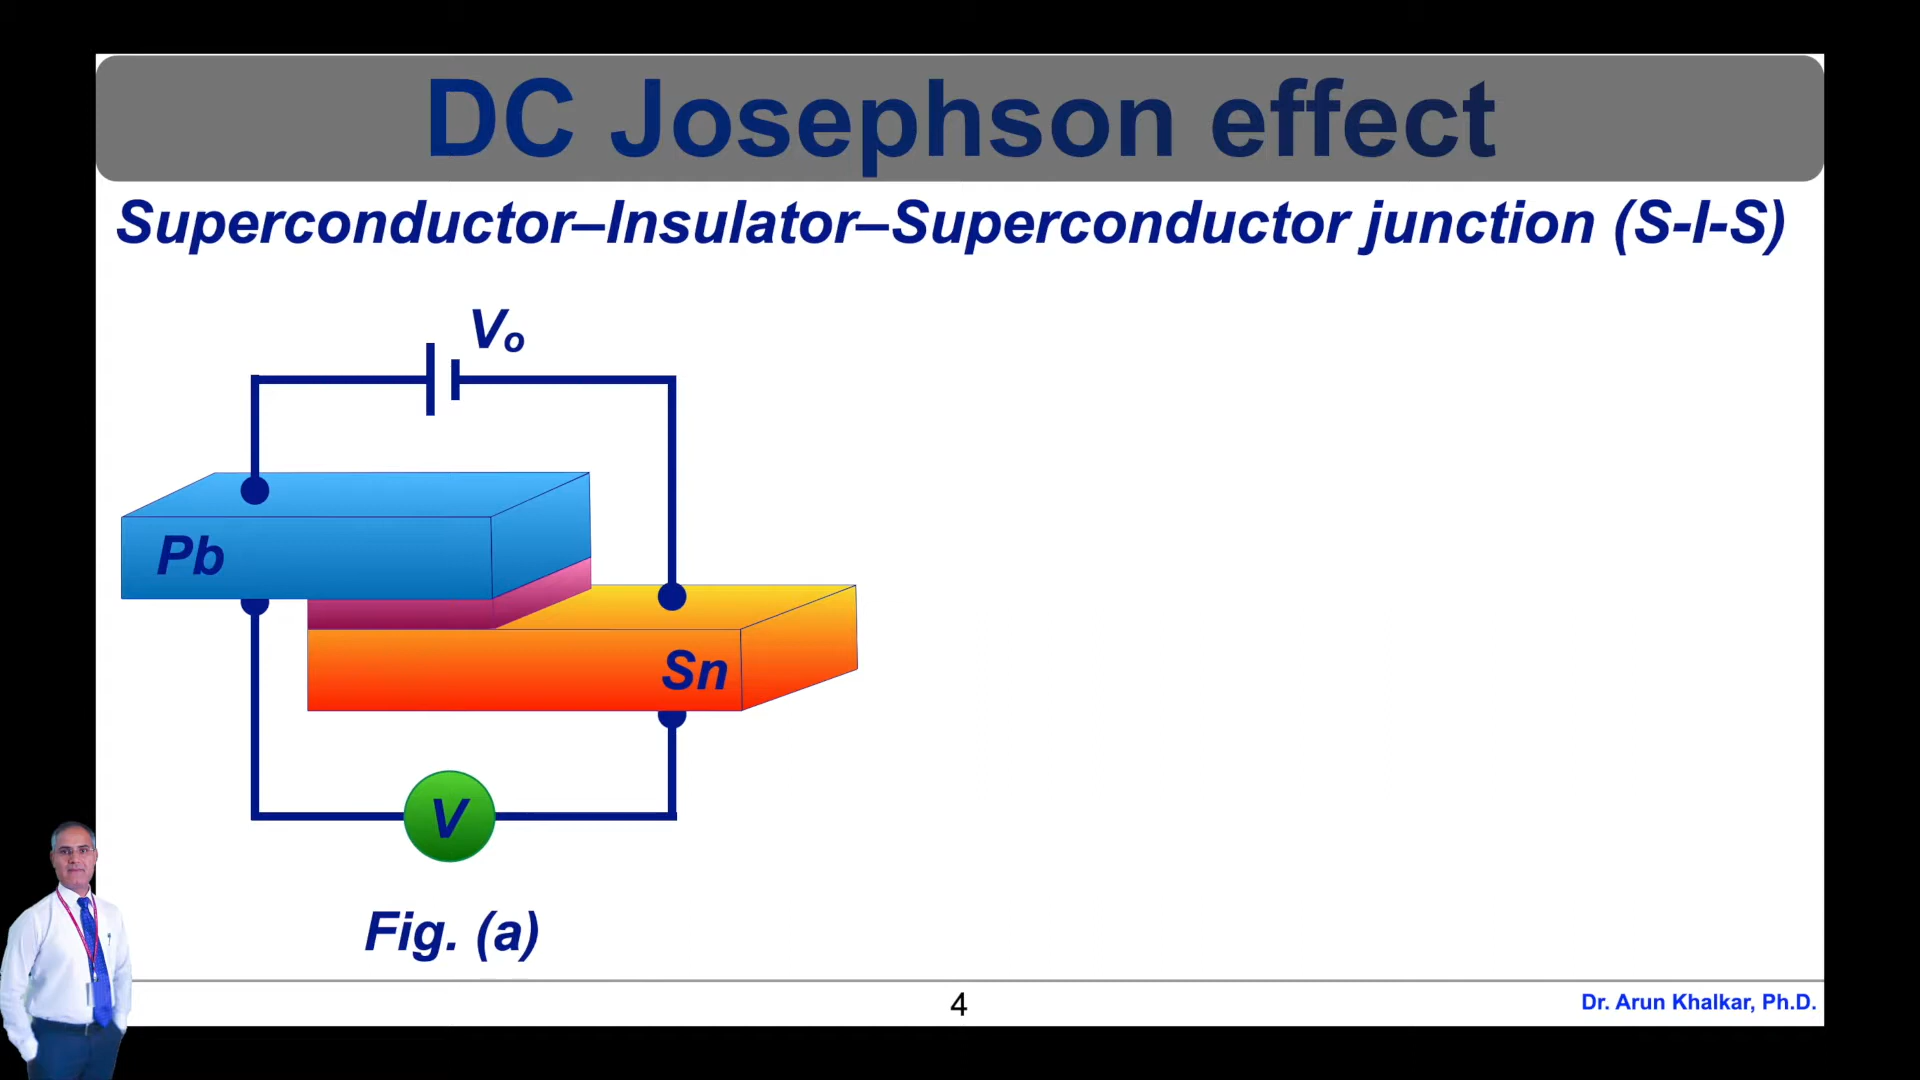 DC Josephson effect
Superconductor–Insulator–Superconductor junction (S-I-S)
Vo
Pb
Sn
V
Fig. (a)
4
Dr. Arun Khalkar, Ph.D.